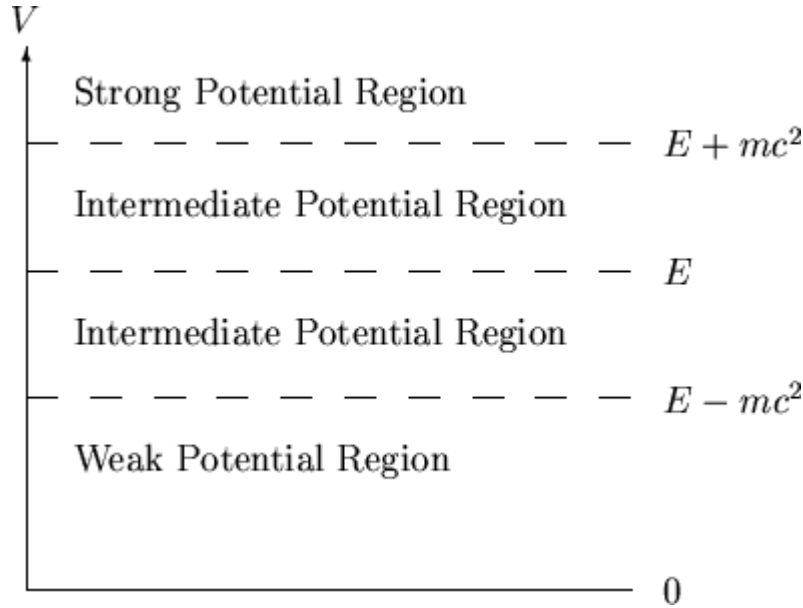 V
Strong Potential Region
E + mc²
Intermediate Potential Region
E
Intermediate Potential Region
E − mc²
Weak Potential Region
0